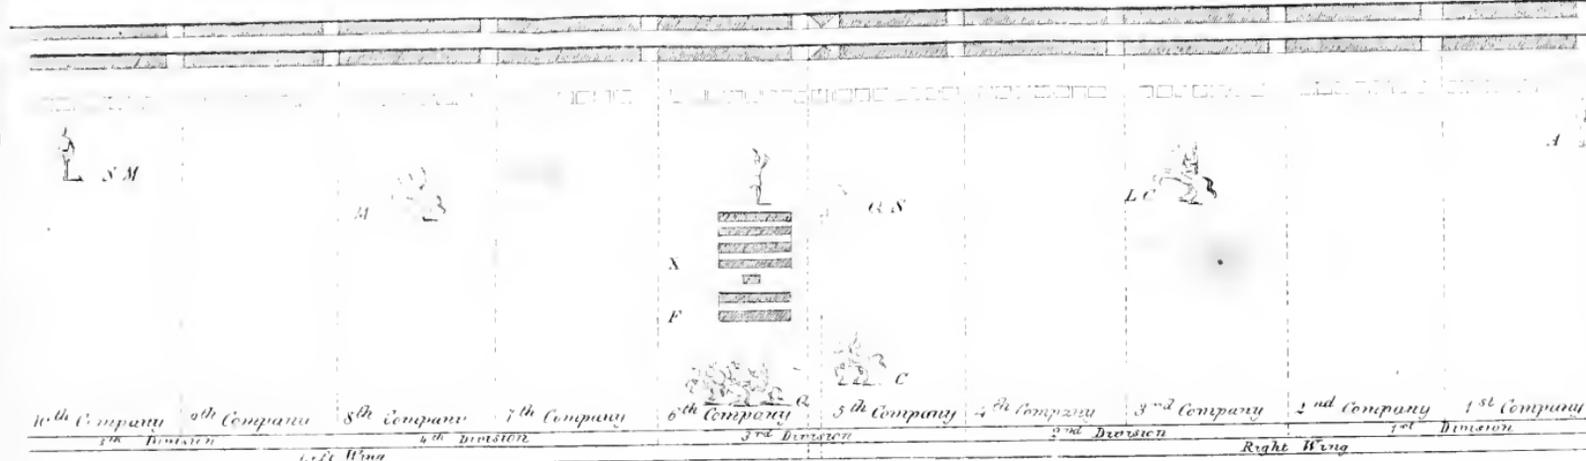 A
S M
L C
M
Q S
X
F
C
Q
10th Company 9th Company 8th Company 7th Company 6th Company 5th Company 4th Company 3rd Company 2nd Company 1st Company
5th Division 4th Division 3rd Division 2nd Division 1st Division
Left Wing Right Wing